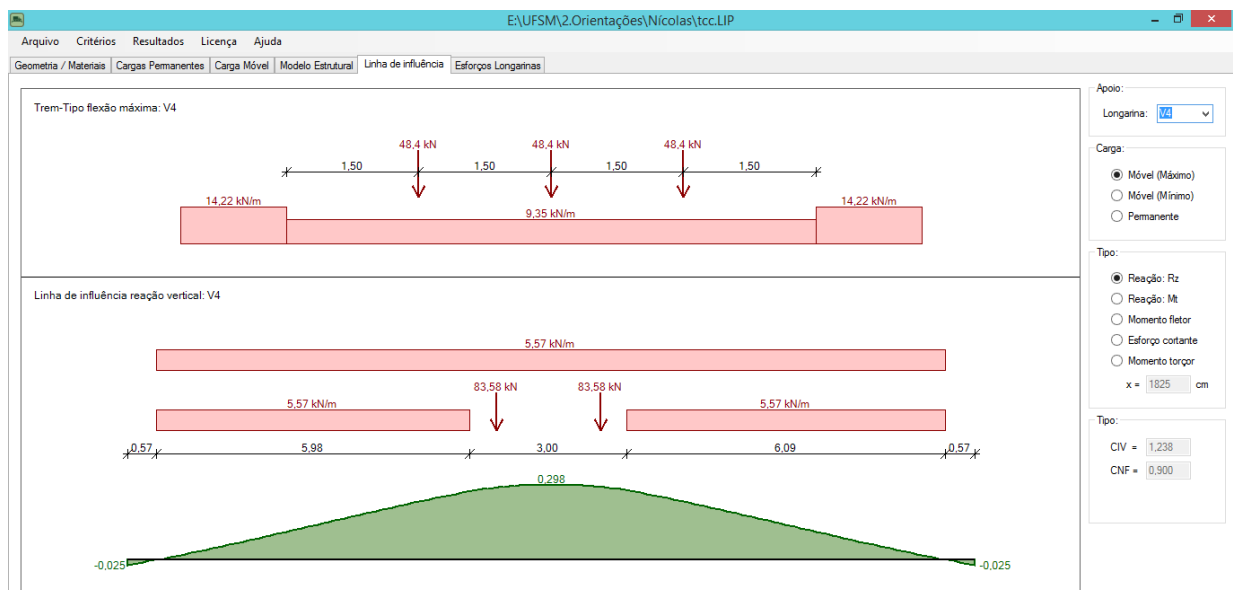 E:\UFSM\2.Orientações\Nícolas\tcc.LIP
Arquivo Critérios Resultados Licença Ajuda
Geometria / Materiais Cargas Permanentes Carga Móvel Modelo Estrutural Linha de influência Esforços Longarinas
Trem-Tipo flexão máxima: V4
48,4 kN 48,4 kN 48,4 kN
1,50 1,50 1,50 1,50
14,22 kN/m 14,22 kN/m
9,35 kN/m
Linha de influência reação vertical: V4
5,57 kN/m
83,58 kN 83,58 kN
5,57 kN/m 5,57 kN/m
0,57 5,98 3,00 6,09 0,57
0,298
-0,025 -0,025
Apoio:
Longarina: V4
Carga:
Móvel (Máximo)
Móvel (Mínimo)
Permanente
Tipo:
Reação: Rz
Reação: Mt
Momento fletor
Esforço cortante
Momento torçor
x = 1825 cm
Tipo:
CIV = 1,238
CNF = 0,900